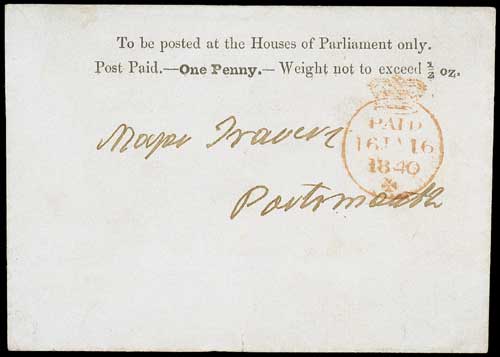 To be posted at the Houses of Parliament only.
Post Paid.—One Penny.—Weight not to exceed ½ oz.
PAID
16 JA 16
1840
Major Travers
Portsmouth